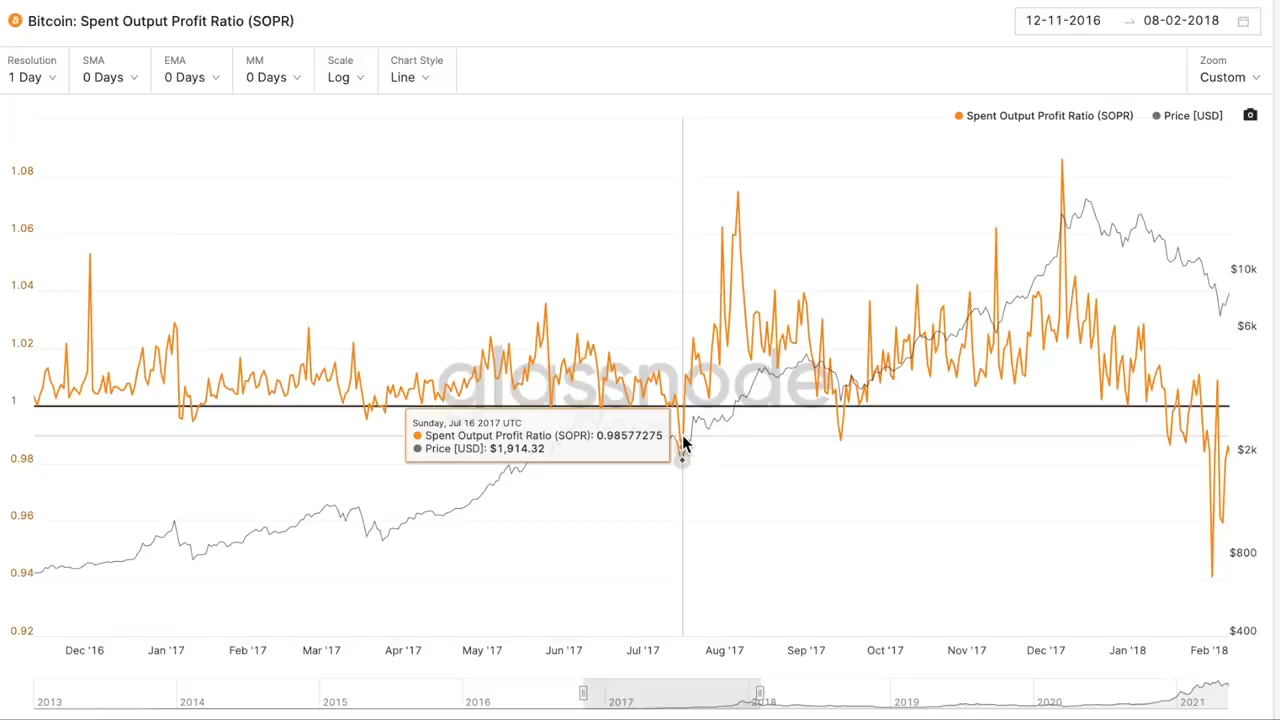 Bitcoin: Spent Output Profit Ratio (SOPR)
12-11-2016 → 08-02-2018
Resolution
1 Day
SMA
0 Days
EMA
0 Days
MM
0 Days
Scale
Log
Chart Style
Line
Zoom
Custom
Spent Output Profit Ratio (SOPR)
Price [USD]
1.08
1.06
1.04
1.02
1
0.98
0.96
0.94
0.92
$10k
$6k
$2k
$800
$400
glassnode
Sunday, Jul 16 2017 UTC
Spent Output Profit Ratio (SOPR): 0.98577275
Price [USD]: $1,914.32
Dec '16
Jan '17
Feb '17
Mar '17
Apr '17
May '17
Jun '17
Jul '17
Aug '17
Sep '17
Oct '17
Nov '17
Dec '17
Jan '18
Feb '18
2013
2014
2015
2016
2017
2018
2019
2020
2021